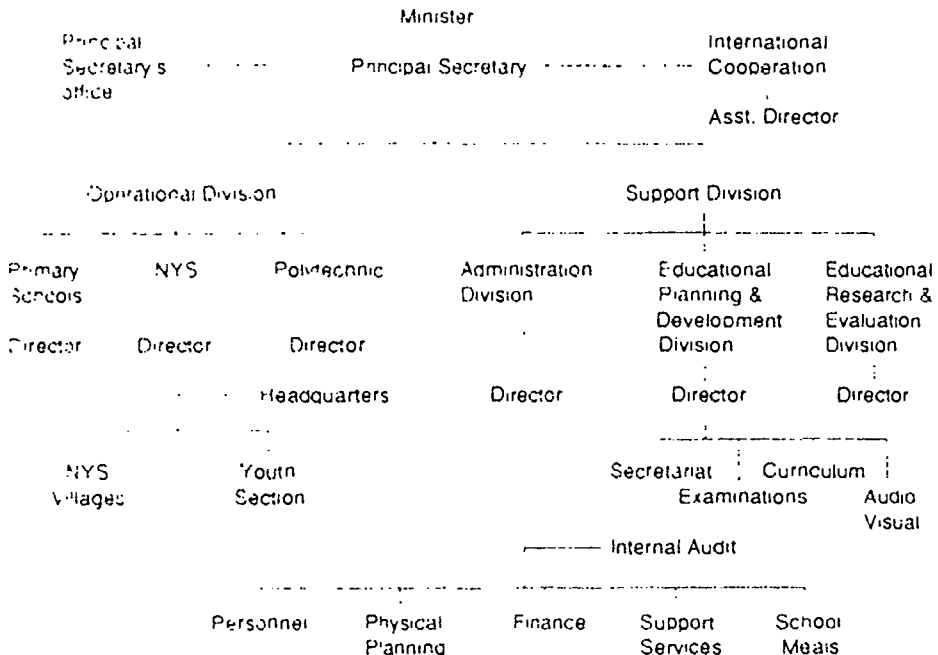 Minister
Principal
Secretary's
office
Principal Secretary
International
Cooperation
Asst. Director
Operational Division
Support Division
Primary
Schools
NYS
Polytechnic
Administration
Division
Educational
Planning &
Development
Division
Educational
Research &
Evaluation
Division
Director
Director
Director
Headquarters
Director
Director
Director
NYS
Villages
Youth
Section
Secretariat
Curriculum
Examinations
Audio
Visual
Internal Audit
Personnel
Physical
Planning
Finance
Support
Services
School
Meals